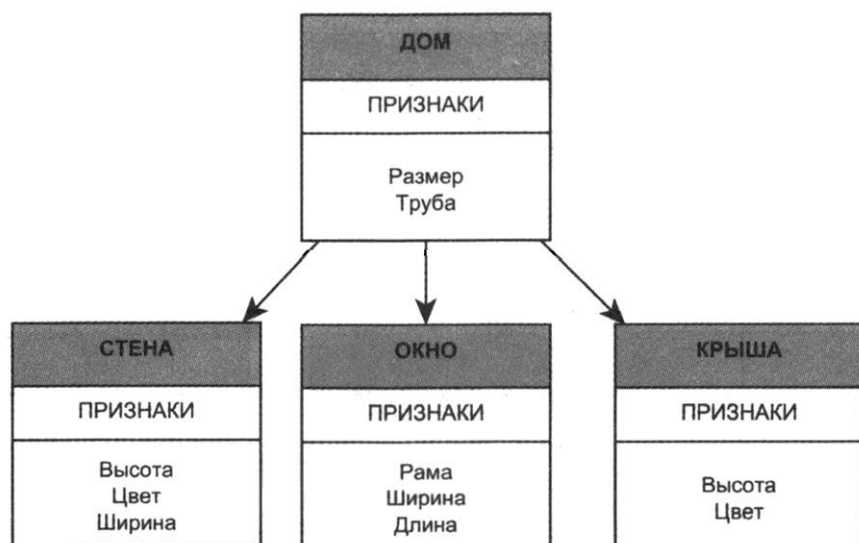 ДОМ
ПРИЗНАКИ
Размер
Труба
СТЕНА
ПРИЗНАКИ
Высота
Цвет
Ширина
ОКНО
ПРИЗНАКИ
Рама
Ширина
Длина
КРЫША
ПРИЗНАКИ
Высота
Цвет